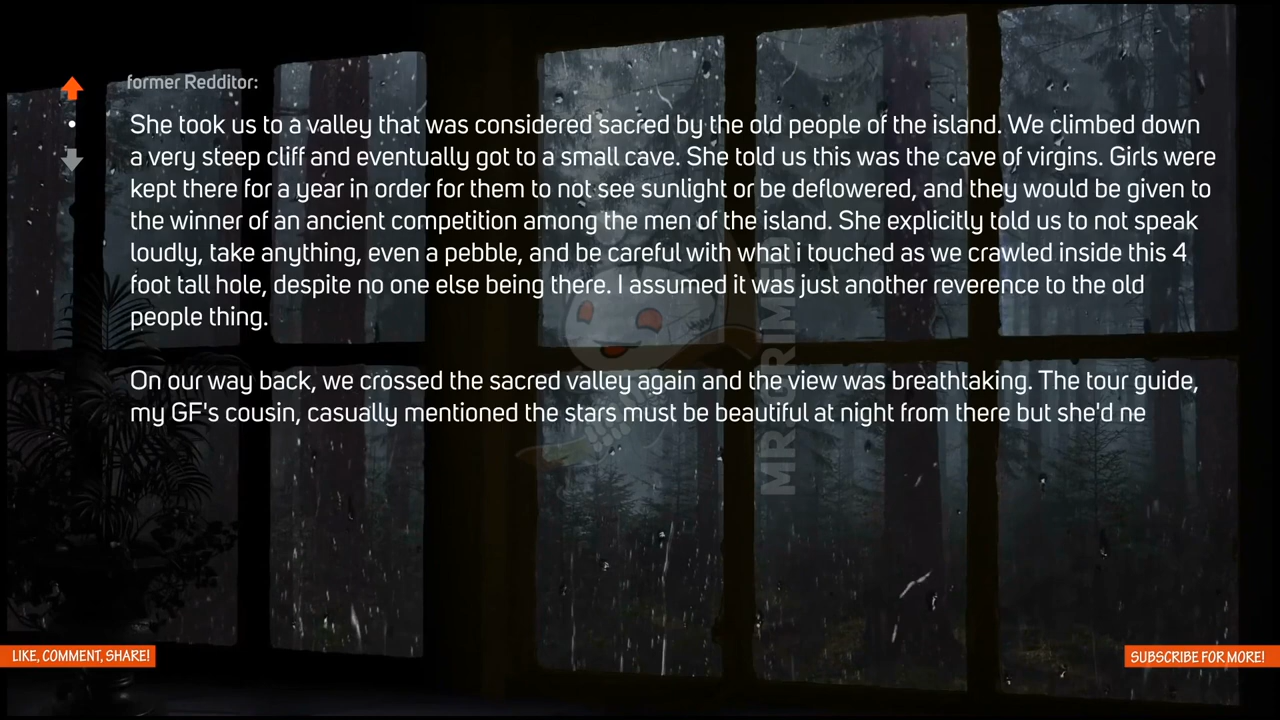 former Redditor:
She took us to a valley that was considered sacred by the old people of the island. We climbed down
a very steep cliff and eventually got to a small cave. She told us this was the cave of virgins. Girls were
kept there for a year in order for them to not see sunlight or be deflowered, and they would be given to
the winner of an ancient competition among the men of the island. She explicitly told us to not speak
loudly, take anything, even a pebble, and be careful with what i touched as we crawled inside this 4
foot tall hole, despite no one else being there. I assumed it was just another reverence to the old
people thing.
On our way back, we crossed the sacred valley again and the view was breathtaking. The tour guide,
my GF's cousin, casually mentioned the stars must be beautiful at night from there but she'd ne
MR GRIMED
LIKE, COMMENT, SHARE!
SUBSCRIBE FOR MORE!